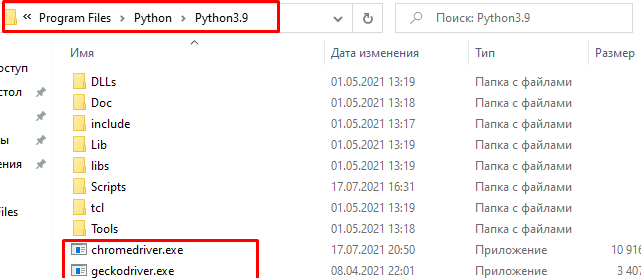 « Program Files > Python > Python3.9
Поиск: Python3.9
Имя Дата изменения Тип Размер
DLLs 01.05.2021 13:19 Папка с файлами
оступ Doc 01.05.2021 13:19 Папка с файлами
стол include 01.05.2021 13:17 Папка с файлами
Lib 01.05.2021 13:19 Папка с файлами
ы libs 01.05.2021 13:19 Папка с файлами
ения Scripts 17.07.2021 16:31 Папка с файлами
tcl 01.05.2021 13:19 Папка с файлами
Files Tools 01.05.2021 13:18 Папка с файлами
chromedriver.exe 17.07.2021 20:50 Приложение 10 916
geckodriver.exe 08.04.2021 22:01 Приложение 3 407